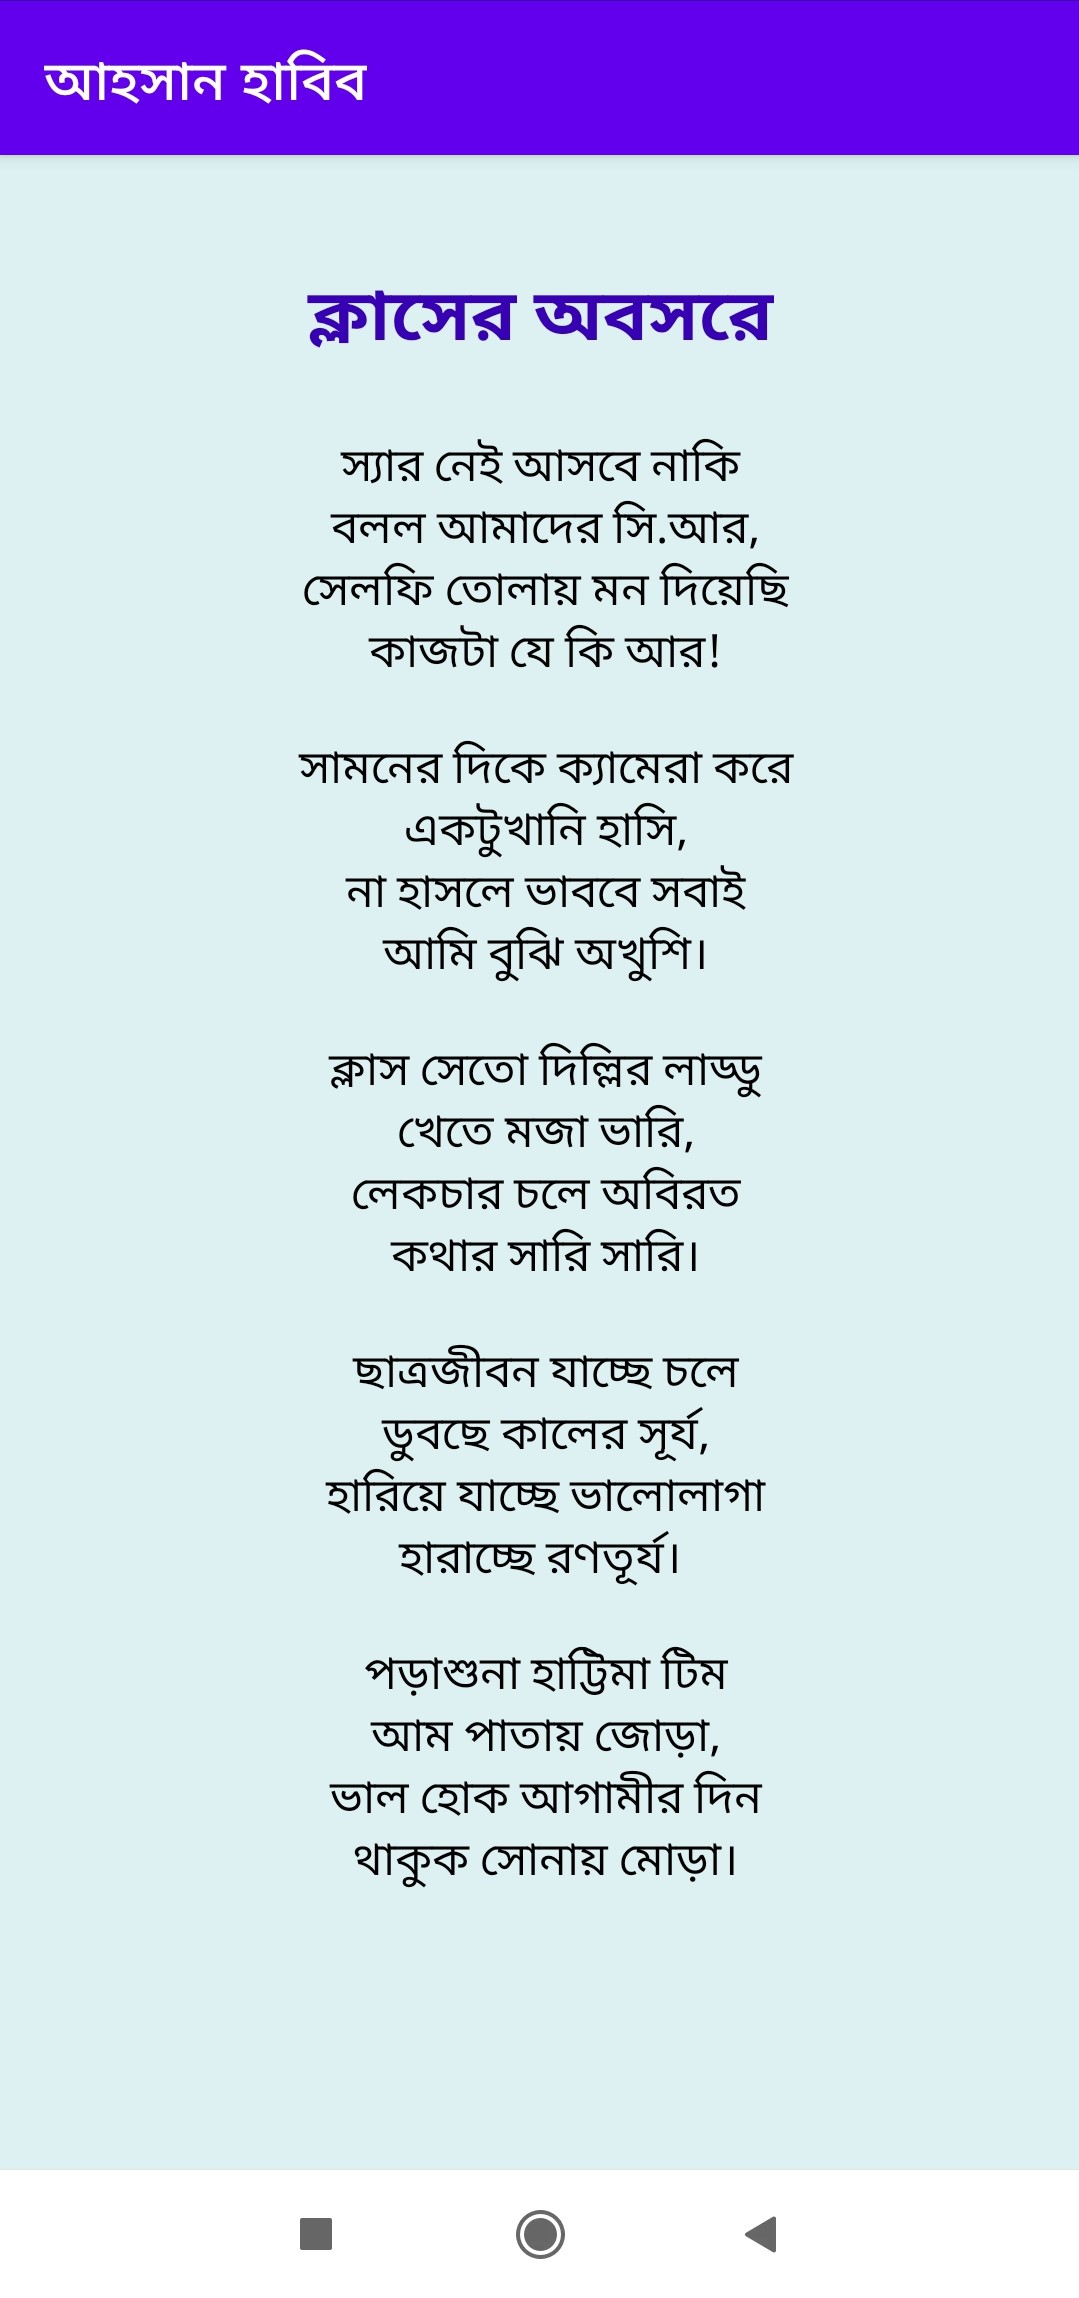 আহসান হাবিব
ক্লাসের অবসরে
স্যার নেই আসবে নাকি
বলল আমাদের সি.আর,
সেলফি তোলায় মন দিয়েছি
কাজটা যে কি আর!
সামনের দিকে ক্যামেরা করে
একটুখানি হাসি,
না হাসলে ভাববে সবাই
আমি বুঝি অখুশি।
ক্লাস সেতো দিল্লির লাড্ডু
খেতে মজা ভারি,
লেকচার চলে অবিরত
কথার সারি সারি।
ছাত্রজীবন যাচ্ছে চলে
ডুবছে কালের সূর্য,
হারিয়ে যাচ্ছে ভালোলাগা
হারাচ্ছে রণতূর্য।
পড়াশুনা হাট্টিমা টিম
আম পাতায় জোড়া,
ভাল হোক আগামীর দিন
থাকুক সোনায় মোড়া।